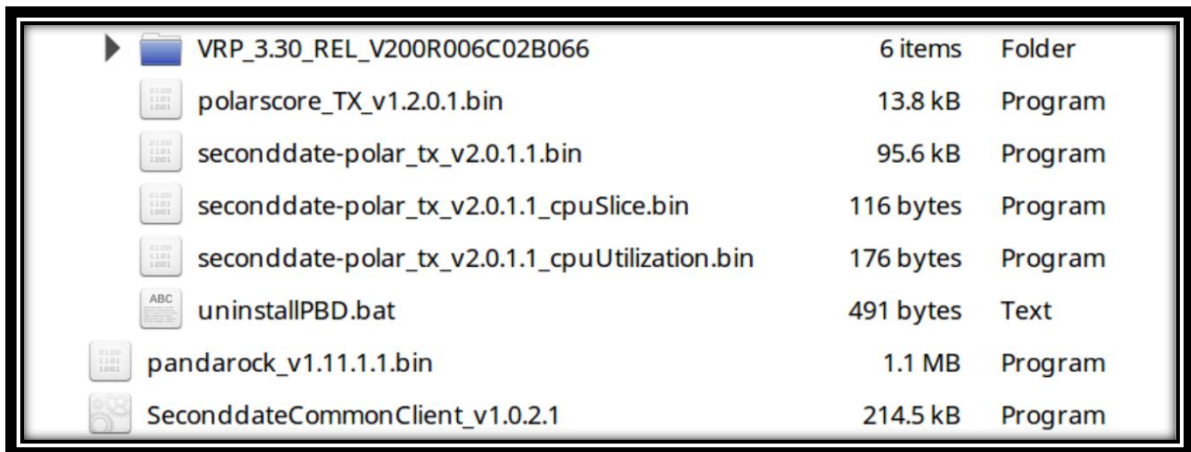 VRP_3.30_REL_V200R006C02B066 6 items Folder
polarscore_TX_v1.2.0.1.bin 13.8 kB Program
seconddate-polar_tx_v2.0.1.1.bin 95.6 kB Program
seconddate-polar_tx_v2.0.1.1_cpuSlice.bin 116 bytes Program
seconddate-polar_tx_v2.0.1.1_cpuUtilization.bin 176 bytes Program
ABC uninstallPBD.bat 491 bytes Text
pandarock_v1.11.1.1.bin 1.1 MB Program
SeconddateCommonClient_v1.0.2.1 214.5 kB Program